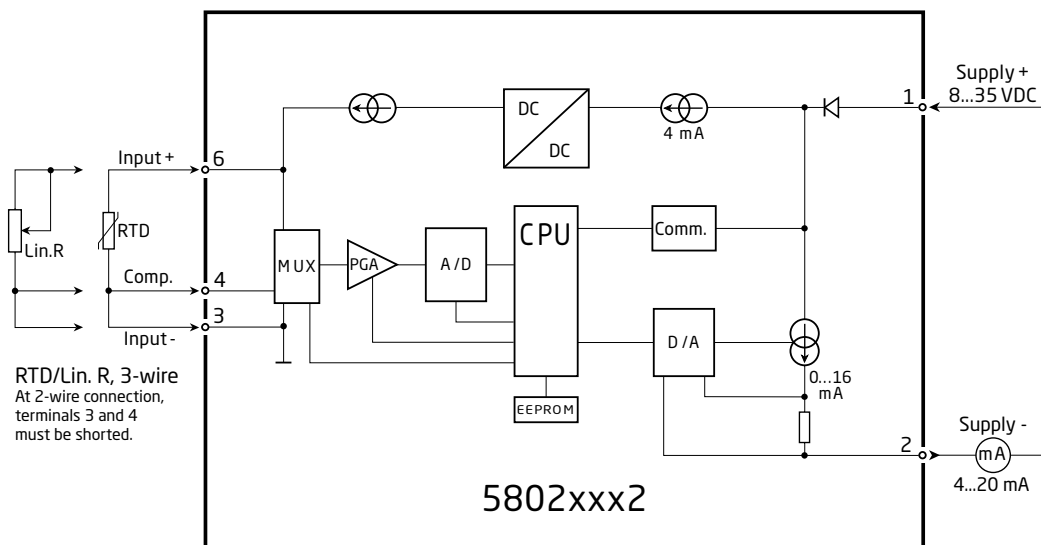 Supply +
8...35 VDC
1
DC
DC
4 mA
Input +
6
RTD
Lin.R
Comp.
4
3
Input -
MUX
PGA
A/D
CPU
Comm.
D/A
0...16
mA
EEPROM
RTD/Lin. R, 3-wire
At 2-wire connection,
terminals 3 and 4
must be shorted.
2
Supply -
mA
4...20 mA
5802xxx2